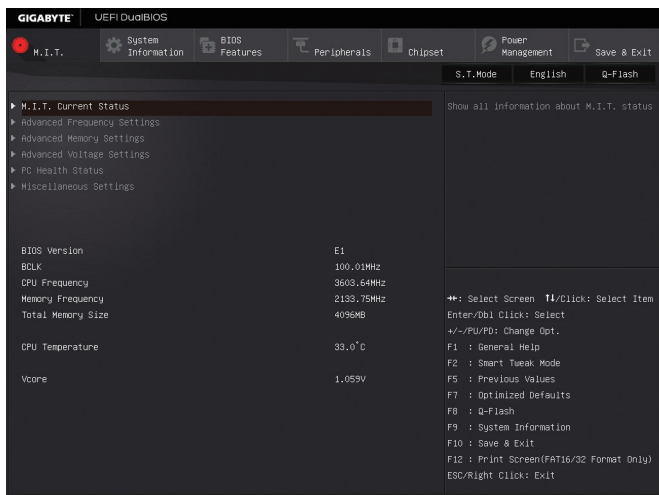 GIGABYTE™ UEFI DualBIOS
M.I.T.
System Information
BIOS Features
Peripherals
Chipset
Power Management
Save & Exit
S.T.Mode English Q-Flash
M.I.T. Current Status
Advanced Frequency Settings
Advanced Memory Settings
Advanced Voltage Settings
PC Health Status
Miscellaneous Settings
Show all information about M.I.T. status
BIOS Version E1
BCLK 100.01MHz
CPU Frequency 3603.64MHz
Memory Frequency 2133.75MHz
Total Memory Size 4096MB
CPU Temperature 33.0°C
Vcore 1.059V
→←: Select Screen ↑↓/Click: Select Item
Enter/Dbl Click: Select
+/-/PU/PD: Change Opt.
F1 : General Help
F2 : Smart Tweak Mode
F5 : Previous Values
F7 : Optimized Defaults
F8 : Q-Flash
F9 : System Information
F10 : Save & Exit
F12 : Print Screen(FAT16/32 Format Only)
ESC/Right Click: Exit